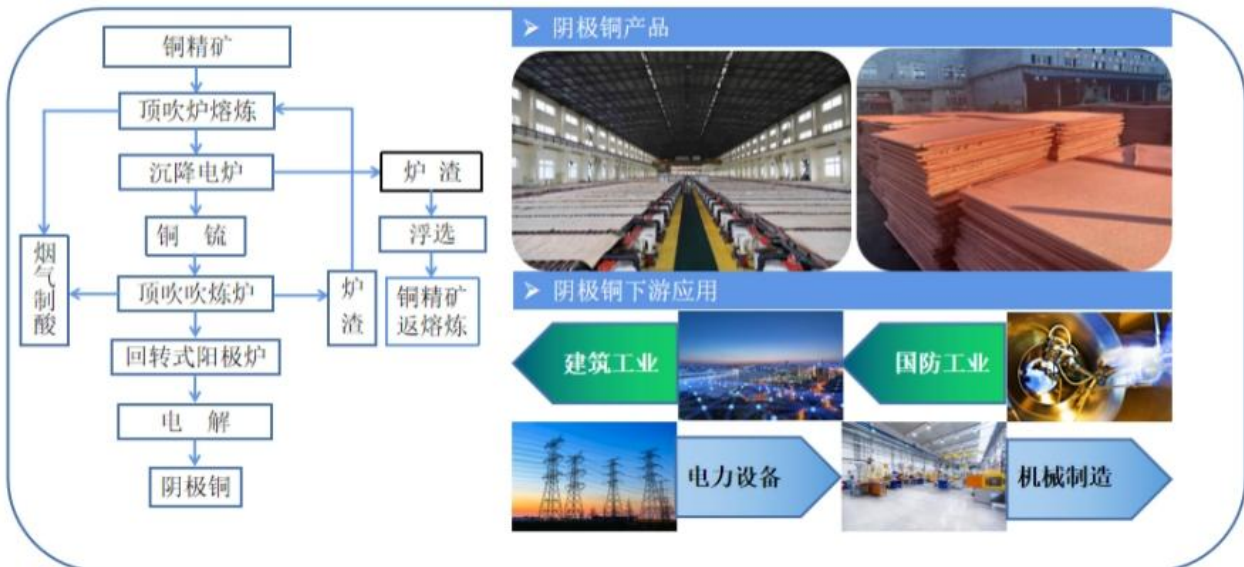 铜精矿
顶吹炉熔炼
沉降电炉
炉 渣
铜 锍
浮选
烟气制酸
顶吹吹炼炉
炉渣
铜精矿
返熔炼
回转式阳极炉
电 解
阴极铜
➢ 阴极铜产品
➢ 阴极铜下游应用
建筑工业
国防工业
电力设备
机械制造